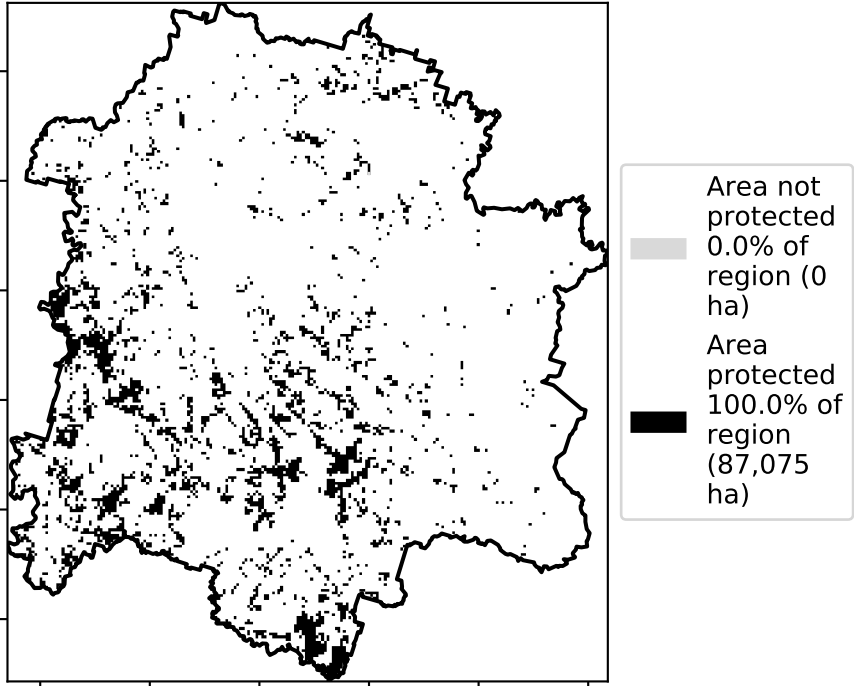 Area not
protected
0.0% of
region (0
ha)
Area
protected
100.0% of
region
(87,075
ha)